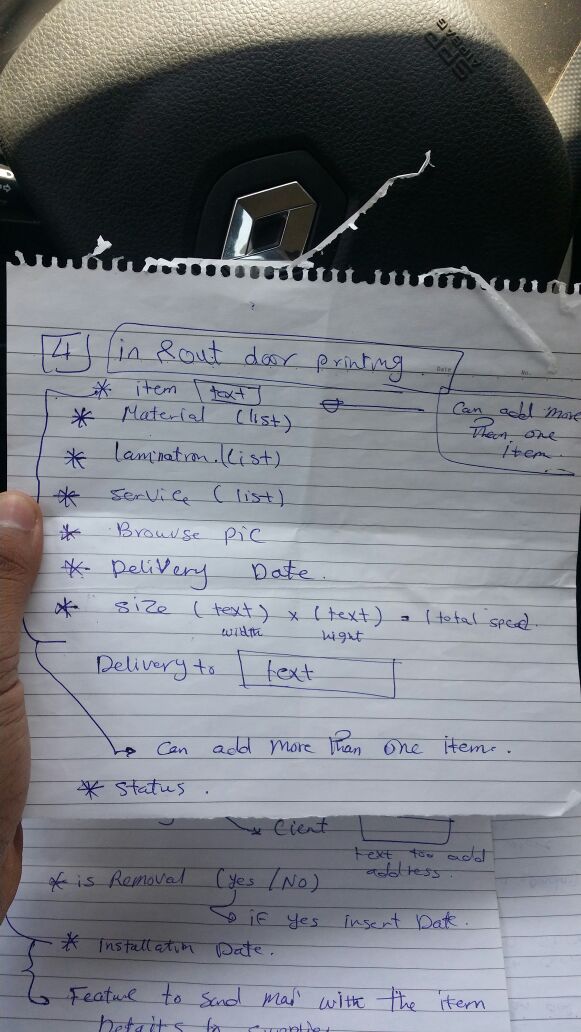 SRP
AIRBAG
4 in & out door printing
Date No.
* item text
Can add more
Than one
item
* Material (list)
* Lamination (list)
* Service (list)
* Browse pic
* Delivery Date.
* Size (text) x (text) = (total
width hight
Delivery to text
Can add more Than one item.
* Status.
* Client
text too add
address.
* is Removal (yes / No)
if yes insert Date.
* Installation Date.
Feature to send mail with the item
Details to